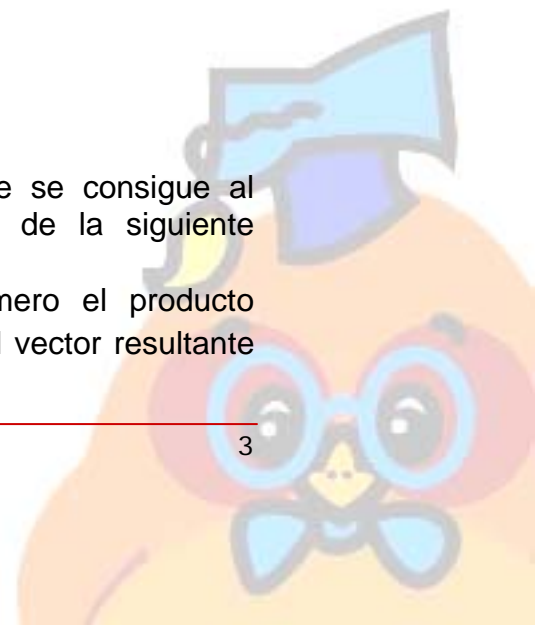 e se consigue al
de la siguiente
mero el producto
vector resultante
3